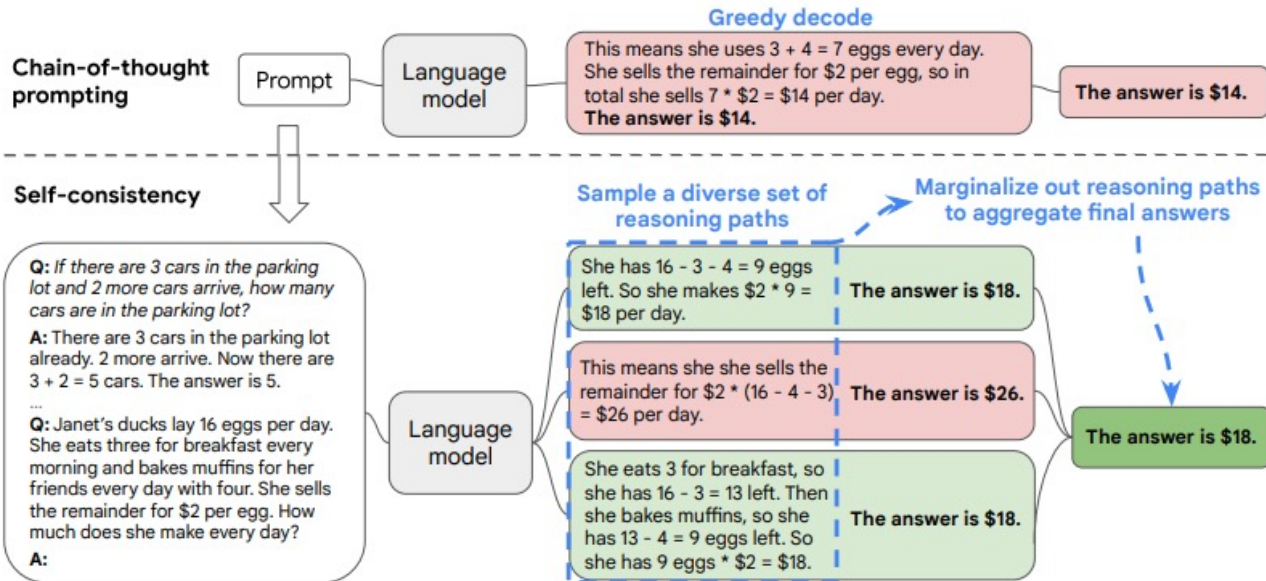 Greedy decode
Chain-of-thought
prompting
Prompt
Language
model
This means she uses 3 + 4 = 7 eggs every day.
She sells the remainder for $2 per egg, so in
total she sells 7 * $2 = $14 per day.
The answer is $14.
The answer is $14.
Self-consistency
Sample a diverse set of
reasoning paths
Marginalize out reasoning paths
to aggregate final answers
Q: If there are 3 cars in the parking
lot and 2 more cars arrive, how many
cars are in the parking lot?
A: There are 3 cars in the parking lot
already. 2 more arrive. Now there are
3 + 2 = 5 cars. The answer is 5.
...
Q: Janet's ducks lay 16 eggs per day.
She eats three for breakfast every
morning and bakes muffins for her
friends every day with four. She sells
the remainder for $2 per egg. How
much does she make every day?
A:
Language
model
She has 16 - 3 - 4 = 9 eggs
left. So she makes $2 * 9 =
$18 per day.
The answer is $18.
This means she she sells the
remainder for $2 * (16 - 4 - 3)
= $26 per day.
The answer is $26.
She eats 3 for breakfast, so
she has 16 - 3 = 13 left. Then
she bakes muffins, so she
has 13 - 4 = 9 eggs left. So
she has 9 eggs * $2 = $18.
The answer is $18.
The answer is $18.